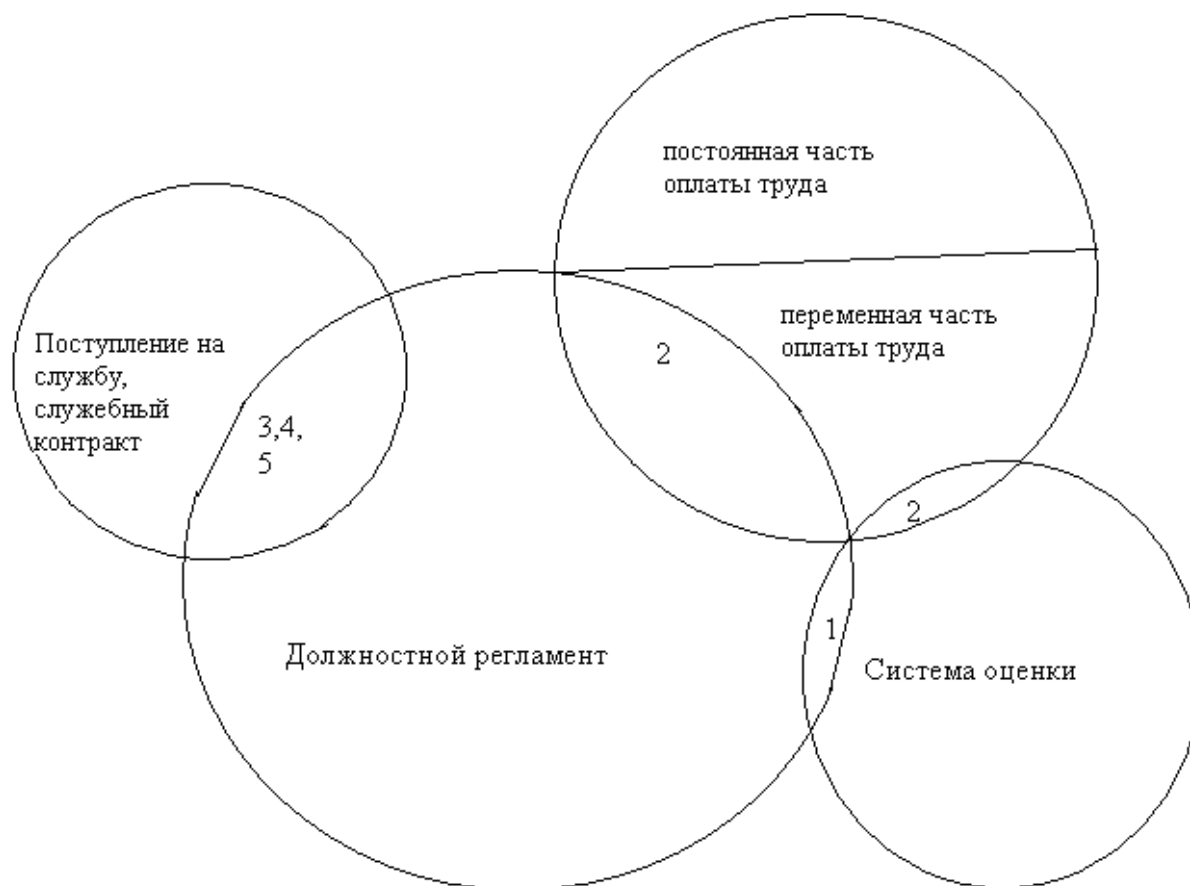 постоянная часть
оплаты труда
переменная часть
оплаты труда
2
Поступление на
службу,
служебный
контракт
3,4,
5
2
1
Должностной регламент
Система оценки